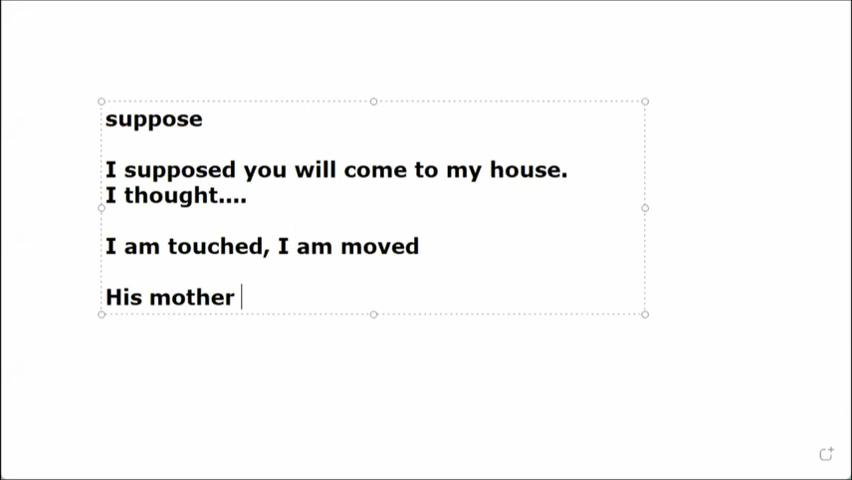 suppose
I supposed you will come to my house.
I thought....
I am touched, I am moved
His mother